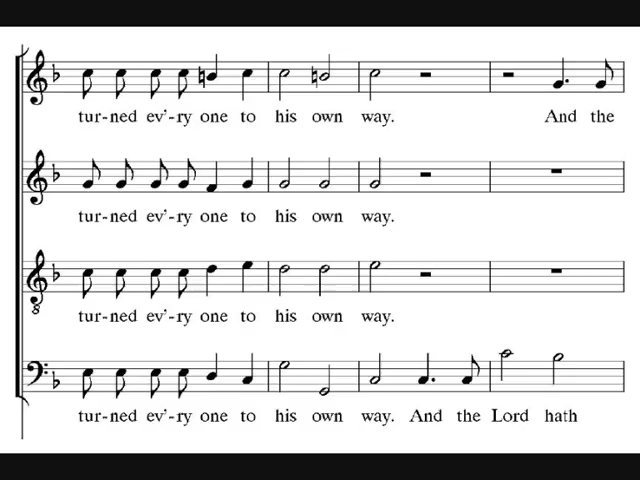 tur-ned ev'-ry one to his own way. And the
tur-ned ev'-ry one to his own way.
tur-ned ev'-ry one to his own way.
tur-ned ev'-ry one to his own way. And the Lord hath